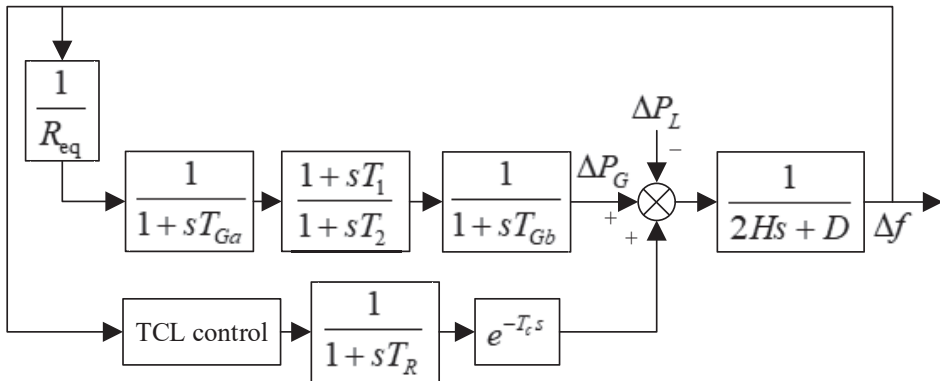 1
R_eq
ΔP_L
−
1
1 + sT_Ga
1 + sT_1
1 + sT_2
1
1 + sT_Gb
ΔP_G
+
+
1
2Hs + D
Δf
TCL control
1
1 + sT_R
e^{−T_c s}